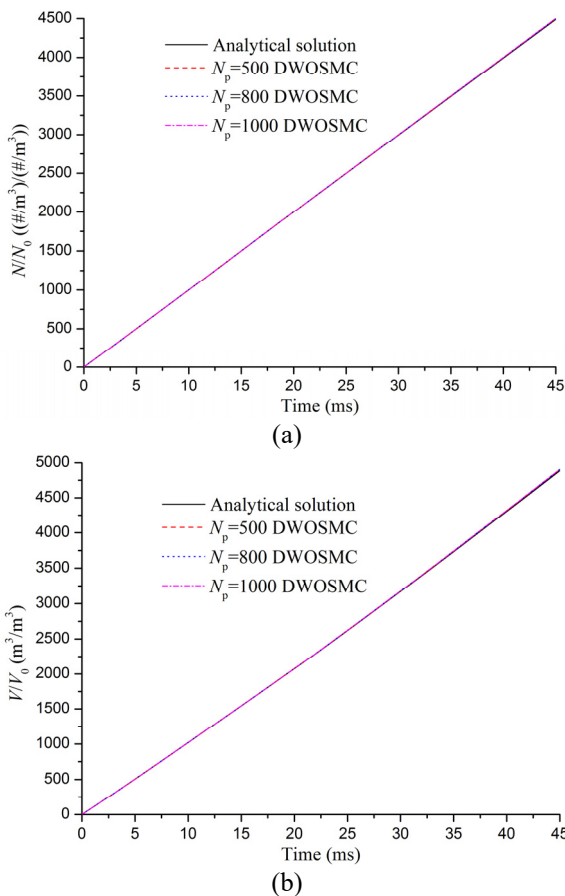 4500
4000
3500
3000
2500
2000
1500
1000
500
0
N/N₀ ((#/m³)/(#/m³))
Analytical solution
Nₚ=500 DWOSMC
Nₚ=800 DWOSMC
Nₚ=1000 DWOSMC
0 5 10 15 20 25 30 35 40 45
Time (ms)
(a)
5000
4500
4000
3500
3000
2500
2000
1500
1000
500
0
V/V₀ (m³/m³)
Analytical solution
Nₚ=500 DWOSMC
Nₚ=800 DWOSMC
Nₚ=1000 DWOSMC
0 5 10 15 20 25 30 35 40 45
Time (ms)
(b)